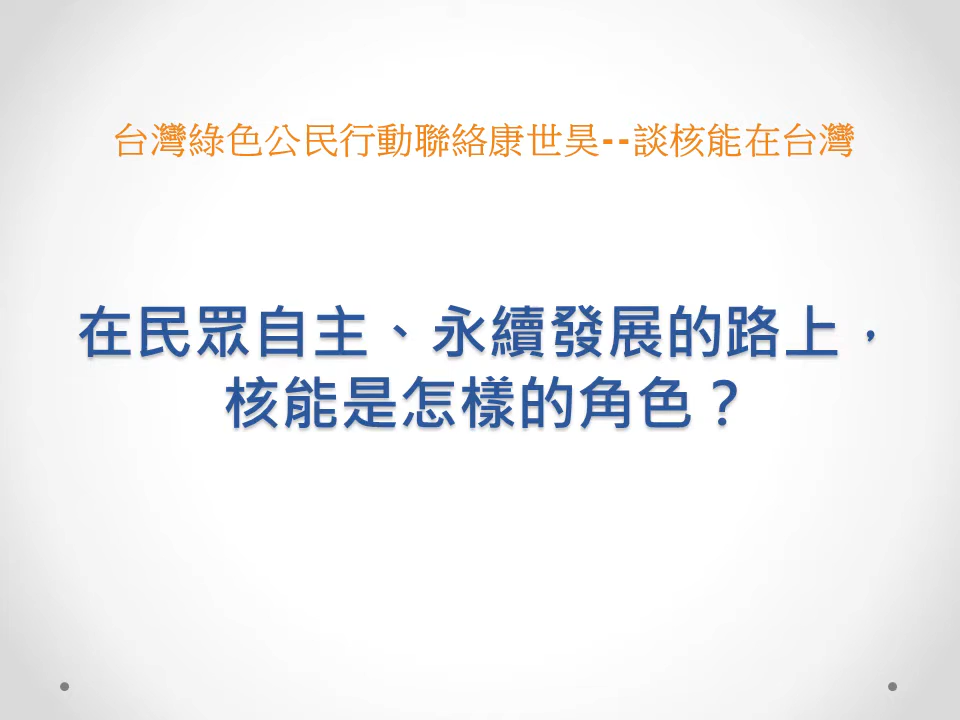 台灣綠色公民行動聯絡康世昊--談核能在台灣
在民眾自主、永續發展的路上，
核能是怎樣的角色？